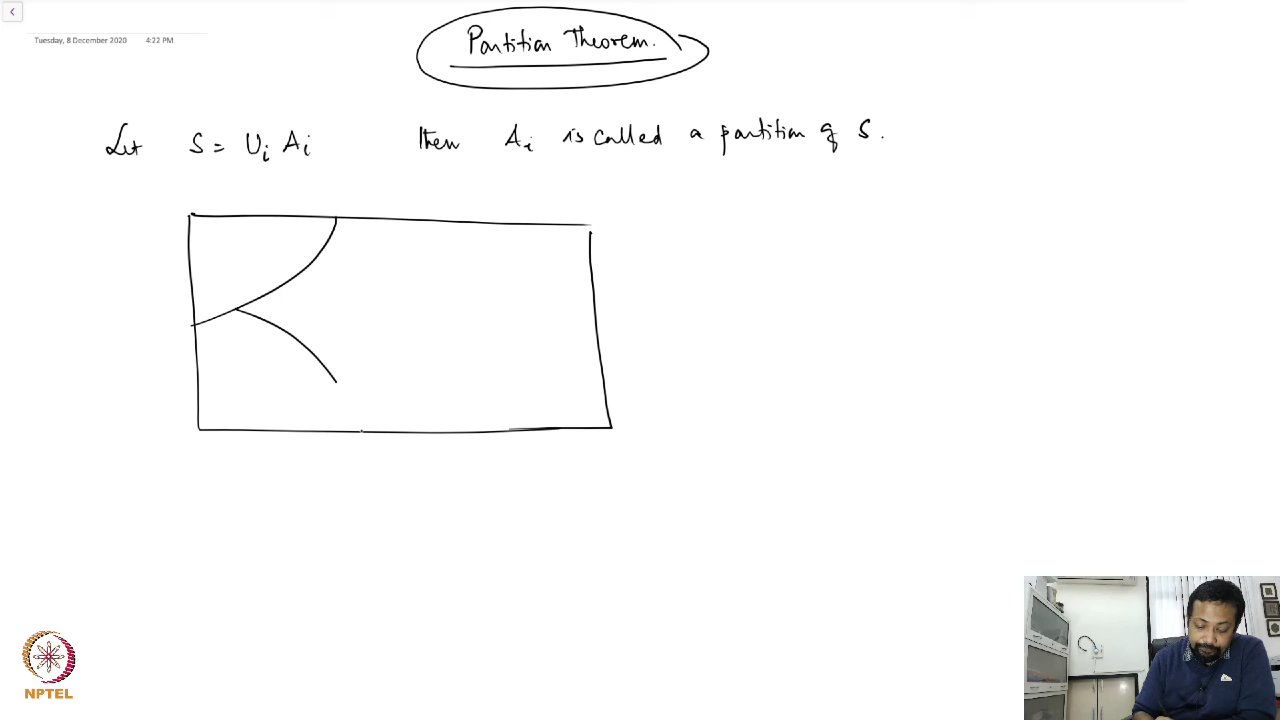 Tuesday, 8 December 2020 4:22 PM
Partition Theorem.
Let S = ∪i Ai then Ai is called a partition of S.
NPTEL